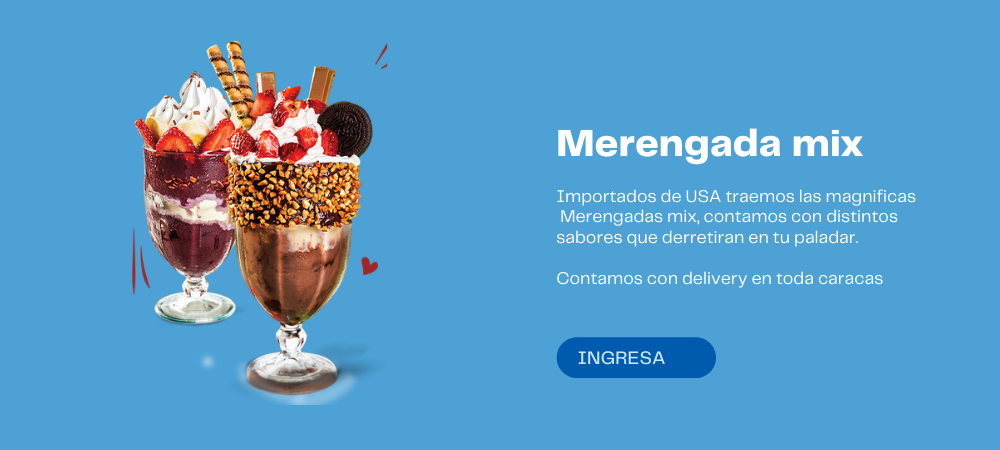 Merengada mix
Importados de USA traemos las magnificas
Merengadas mix, contamos con distintos
sabores que derretiran en tu paladar.
Contamos con delivery en toda caracas
INGRESA